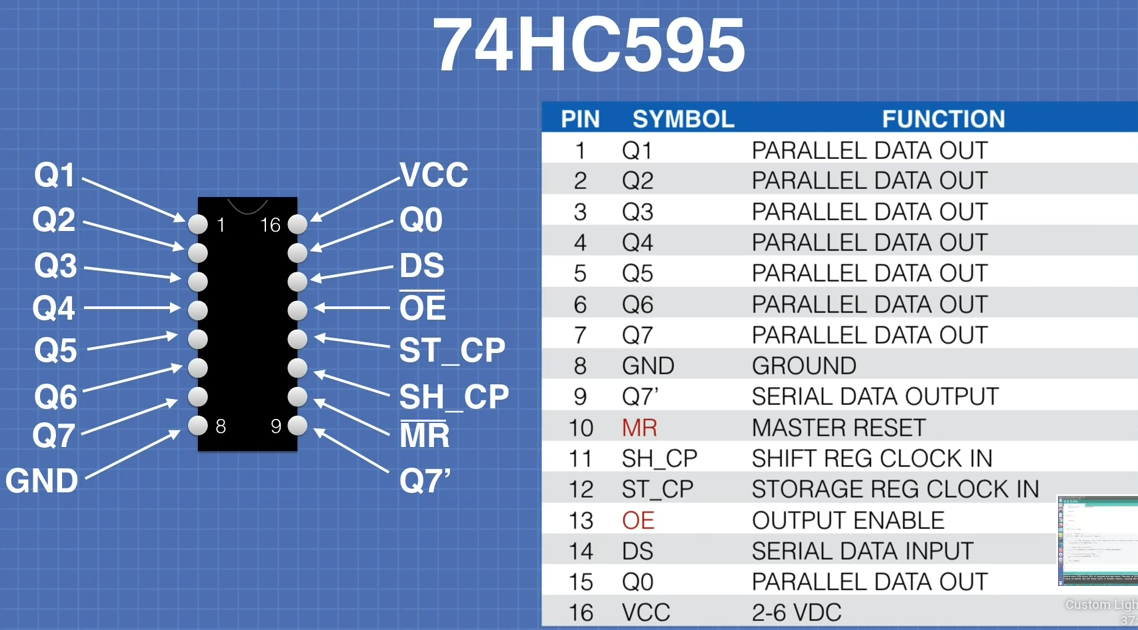 74HC595
Q1
Q2
Q3
Q4
Q5
Q6
Q7
GND
1 16
8 9
VCC
Q0
DS
OE
ST_CP
SH_CP
MR
Q7’
PIN SYMBOL FUNCTION
1 Q1 PARALLEL DATA OUT
2 Q2 PARALLEL DATA OUT
3 Q3 PARALLEL DATA OUT
4 Q4 PARALLEL DATA OUT
5 Q5 PARALLEL DATA OUT
6 Q6 PARALLEL DATA OUT
7 Q7 PARALLEL DATA OUT
8 GND GROUND
9 Q7’ SERIAL DATA OUTPUT
10 MR MASTER RESET
11 SH_CP SHIFT REG CLOCK IN
12 ST_CP STORAGE REG CLOCK IN
13 OE OUTPUT ENABLE
14 DS SERIAL DATA INPUT
15 Q0 PARALLEL DATA OUT
16 VCC 2-6 VDC
Custom